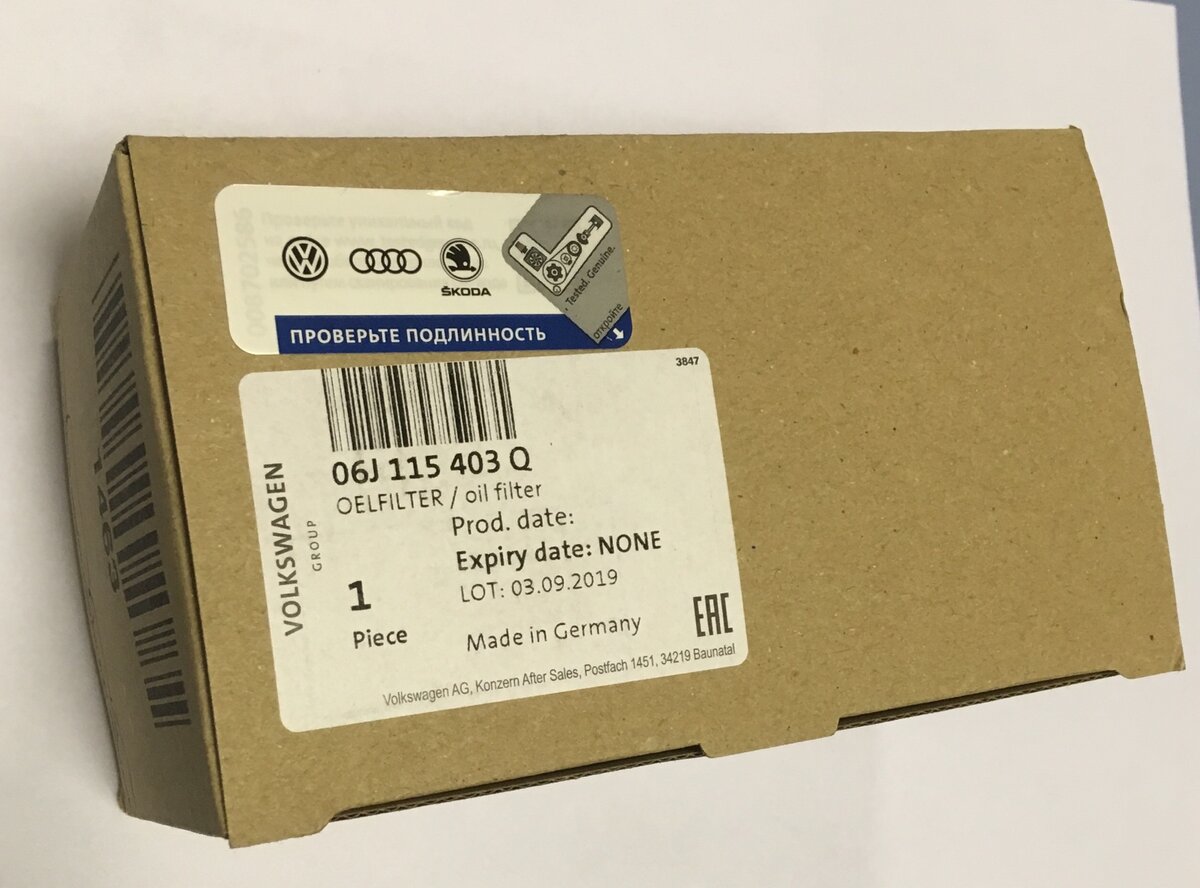 ŠKODA
Tested. Genuine.
откройте
ПРОВЕРЬТЕ ПОДЛИННОСТЬ
3847
VOLKSWAGEN
GROUP
06J 115 403 Q
OELFILTER / oil filter
Prod. date:
Expiry date: NONE
LOT: 03.09.2019
1
Piece
Made in Germany
EAC
Volkswagen AG, Konzern After Sales, Postfach 1451, 34219 Baunatal